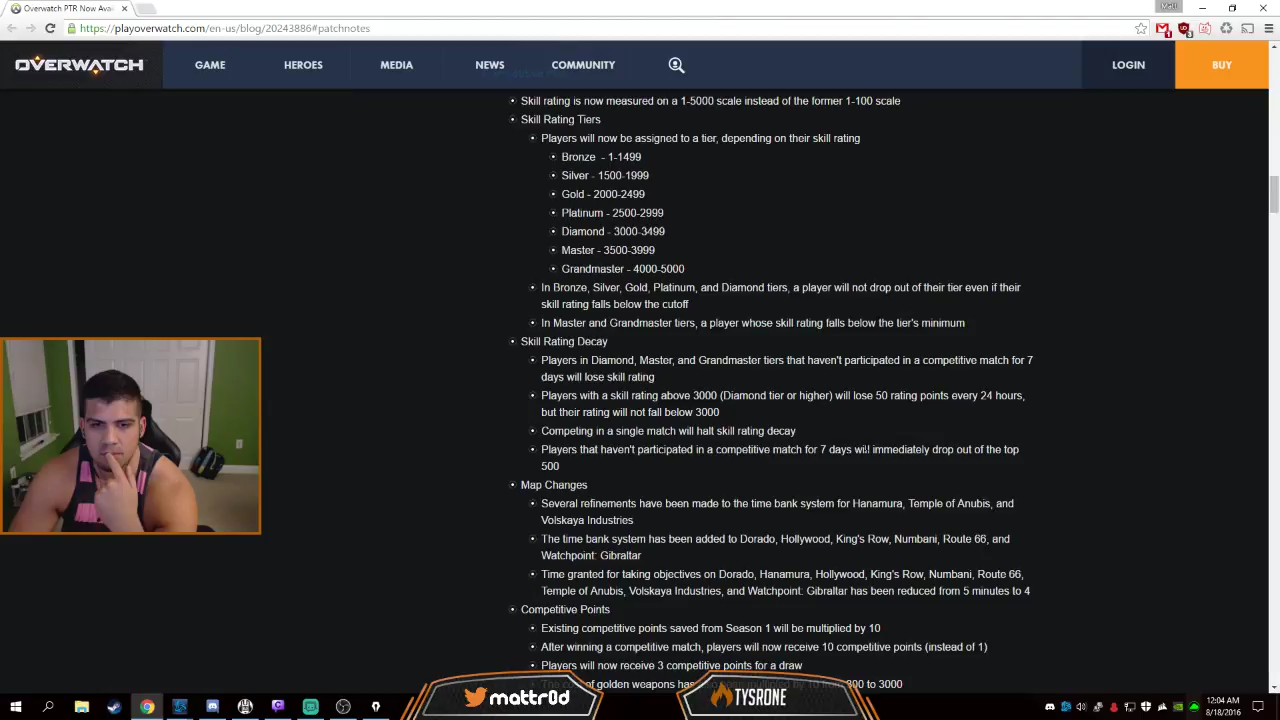 Overwatch PTR Now Avai
Matt
https://playoverwatch.com/en-us/blog/20243886#patchnotes
OVERWATCH
GAME
HEROES
MEDIA
NEWS
COMMUNITY
LOGIN
BUY
Skill rating is now measured on a 1-5000 scale instead of the former 1-100 scale
Skill Rating Tiers
Players will now be assigned to a tier, depending on their skill rating
Bronze - 1-1499
Silver - 1500-1999
Gold - 2000-2499
Platinum - 2500-2999
Diamond - 3000-3499
Master - 3500-3999
Grandmaster - 4000-5000
In Bronze, Silver, Gold, Platinum, and Diamond tiers, a player will not drop out of their tier even if their
skill rating falls below the cutoff
In Master and Grandmaster tiers, a player whose skill rating falls below the tier's minimum
Skill Rating Decay
Players in Diamond, Master, and Grandmaster tiers that haven't participated in a competitive match for 7
days will lose skill rating
Players with a skill rating above 3000 (Diamond tier or higher) will lose 50 rating points every 24 hours,
but their rating will not fall below 3000
Competing in a single match will halt skill rating decay
Players that haven't participated in a competitive match for 7 days will immediately drop out of the top
500
Map Changes
Several refinements have been made to the time bank system for Hanamura, Temple of Anubis, and
Volskaya Industries
The time bank system has been added to Dorado, Hollywood, King's Row, Numbani, Route 66, and
Watchpoint: Gibraltar
Time granted for taking objectives on Dorado, Hanamura, Hollywood, King's Row, Numbani, Route 66,
Temple of Anubis, Volskaya Industries, and Watchpoint: Gibraltar has been reduced from 5 minutes to 4
Competitive Points
Existing competitive points saved from Season 1 will be multiplied by 10
After winning a competitive match, players will now receive 10 competitive points (instead of 1)
Players will now receive 3 competitive points for a draw
of golden weapons has 10 from 300 to 3000
mattr0d
TYSRONE
12:04 AM
8/18/2016